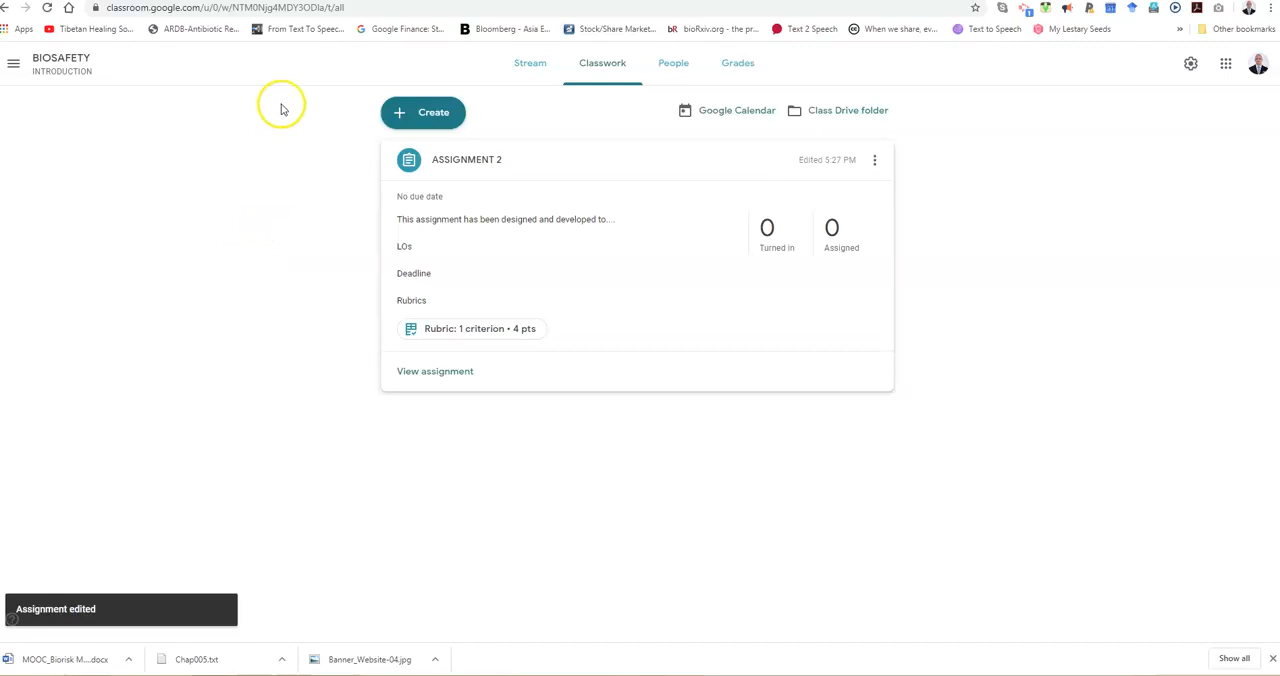 classroom.google.com/u/0/w/NTM0Njg4MDY3ODIa/t/all
Apps Tibetan Healing So... ARDB-Antibiotic Re... From Text To Speec... Google Finance: St... Bloomberg - Asia E... Stock/Share Market... bR bioRxiv.org - the pr... Text 2 Speech When we share, ev... Text to Speech My Lestary Seeds » Other bookmarks
BIOSAFETY
INTRODUCTION
Stream Classwork People Grades
+ Create
Google Calendar Class Drive folder
ASSIGNMENT 2 Edited 5:27 PM
No due date
This assignment has been designed and developed to....
0 0
Turned in Assigned
LOs
Deadline
Rubrics
Rubric: 1 criterion • 4 pts
View assignment
Assignment edited
MOOC_Biorisk M....docx Chap005.txt Banner_Website-04.jpg Show all